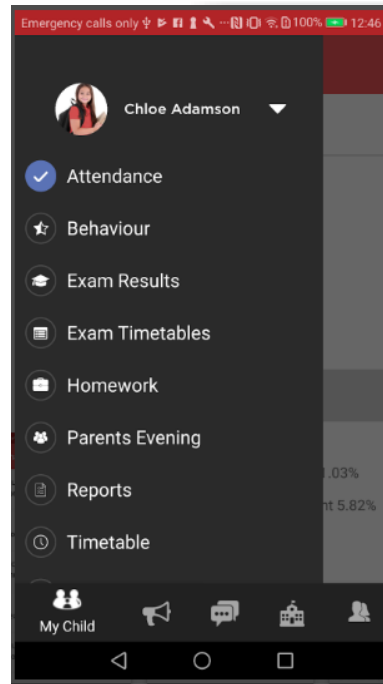 Emergency calls only 100% 12:46
Chloe Adamson
Attendance
Behaviour
Exam Results
Exam Timetables
Homework
Parents Evening
1.03%
Reports
nt 5.82%
Timetable
My Child